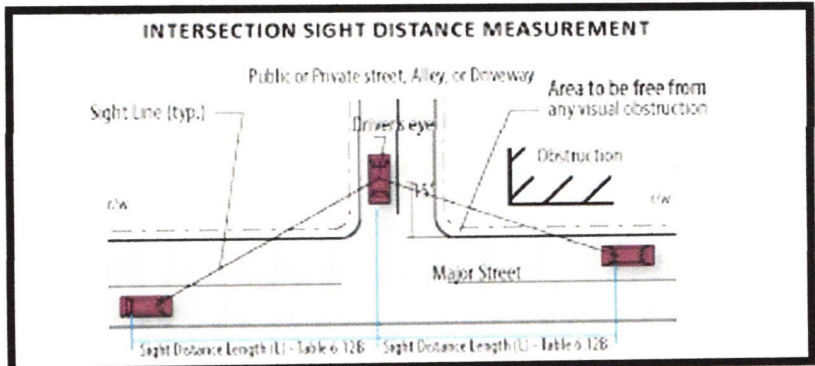 INTERSECTION SIGHT DISTANCE MEASUREMENT
Public or Private street, Alley, or Driveway
Sight Line (typ.)
Area to be free from
any visual obstruction
Driver's eye
Obstruction
r/w
r/w
Major Street
Sight Distance Length (L) - Table 6.12B
Sight Distance Length (L) - Table 6.12B